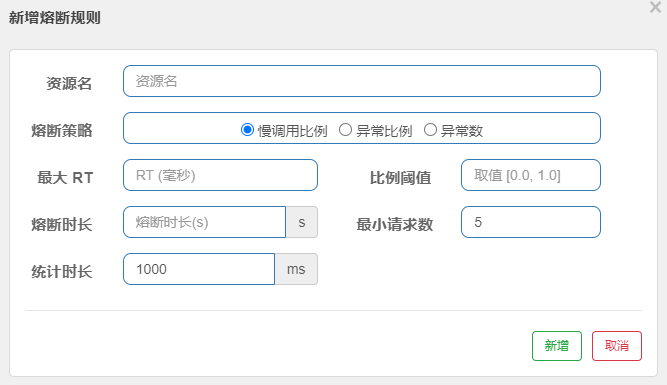 新增熔断规则
×
资源名 资源名
熔断策略 慢调用比例 异常比例 异常数
最大 RT RT (毫秒) 比例阈值 取值 [0.0, 1.0]
熔断时长 熔断时长(s) s 最小请求数 5
统计时长 1000 ms
新增 取消